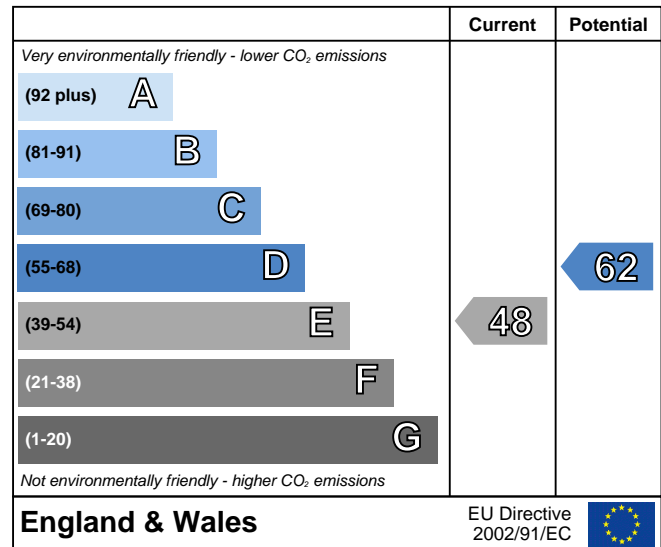 Current Potential
Very environmentally friendly - lower CO₂ emissions
(92 plus) A
(81-91) B
(69-80) C
(55-68) D 62
(39-54) E 48
(21-38) F
(1-20) G
Not environmentally friendly - higher CO₂ emissions
England & Wales
EU Directive
2002/91/EC